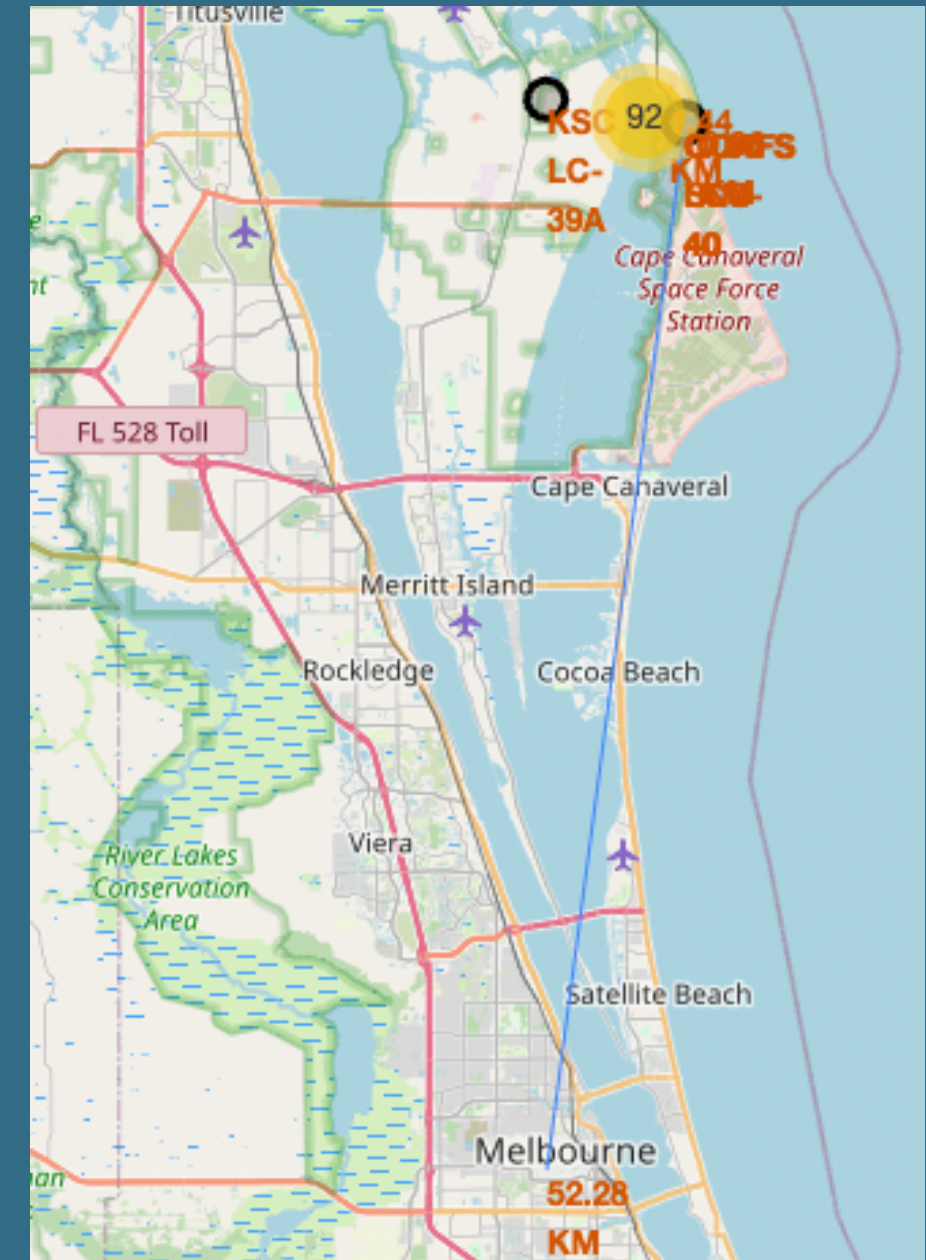 Titusville
KSC
LC-
39A
92
KM
40
Cape Canaveral
Space Force
Station
FL 528 Toll
Cape Canaveral
Merritt Island
Rockledge
Cocoa Beach
Viera
River Lakes
Conservation
Area
Satellite Beach
Melbourne
52.28
KM